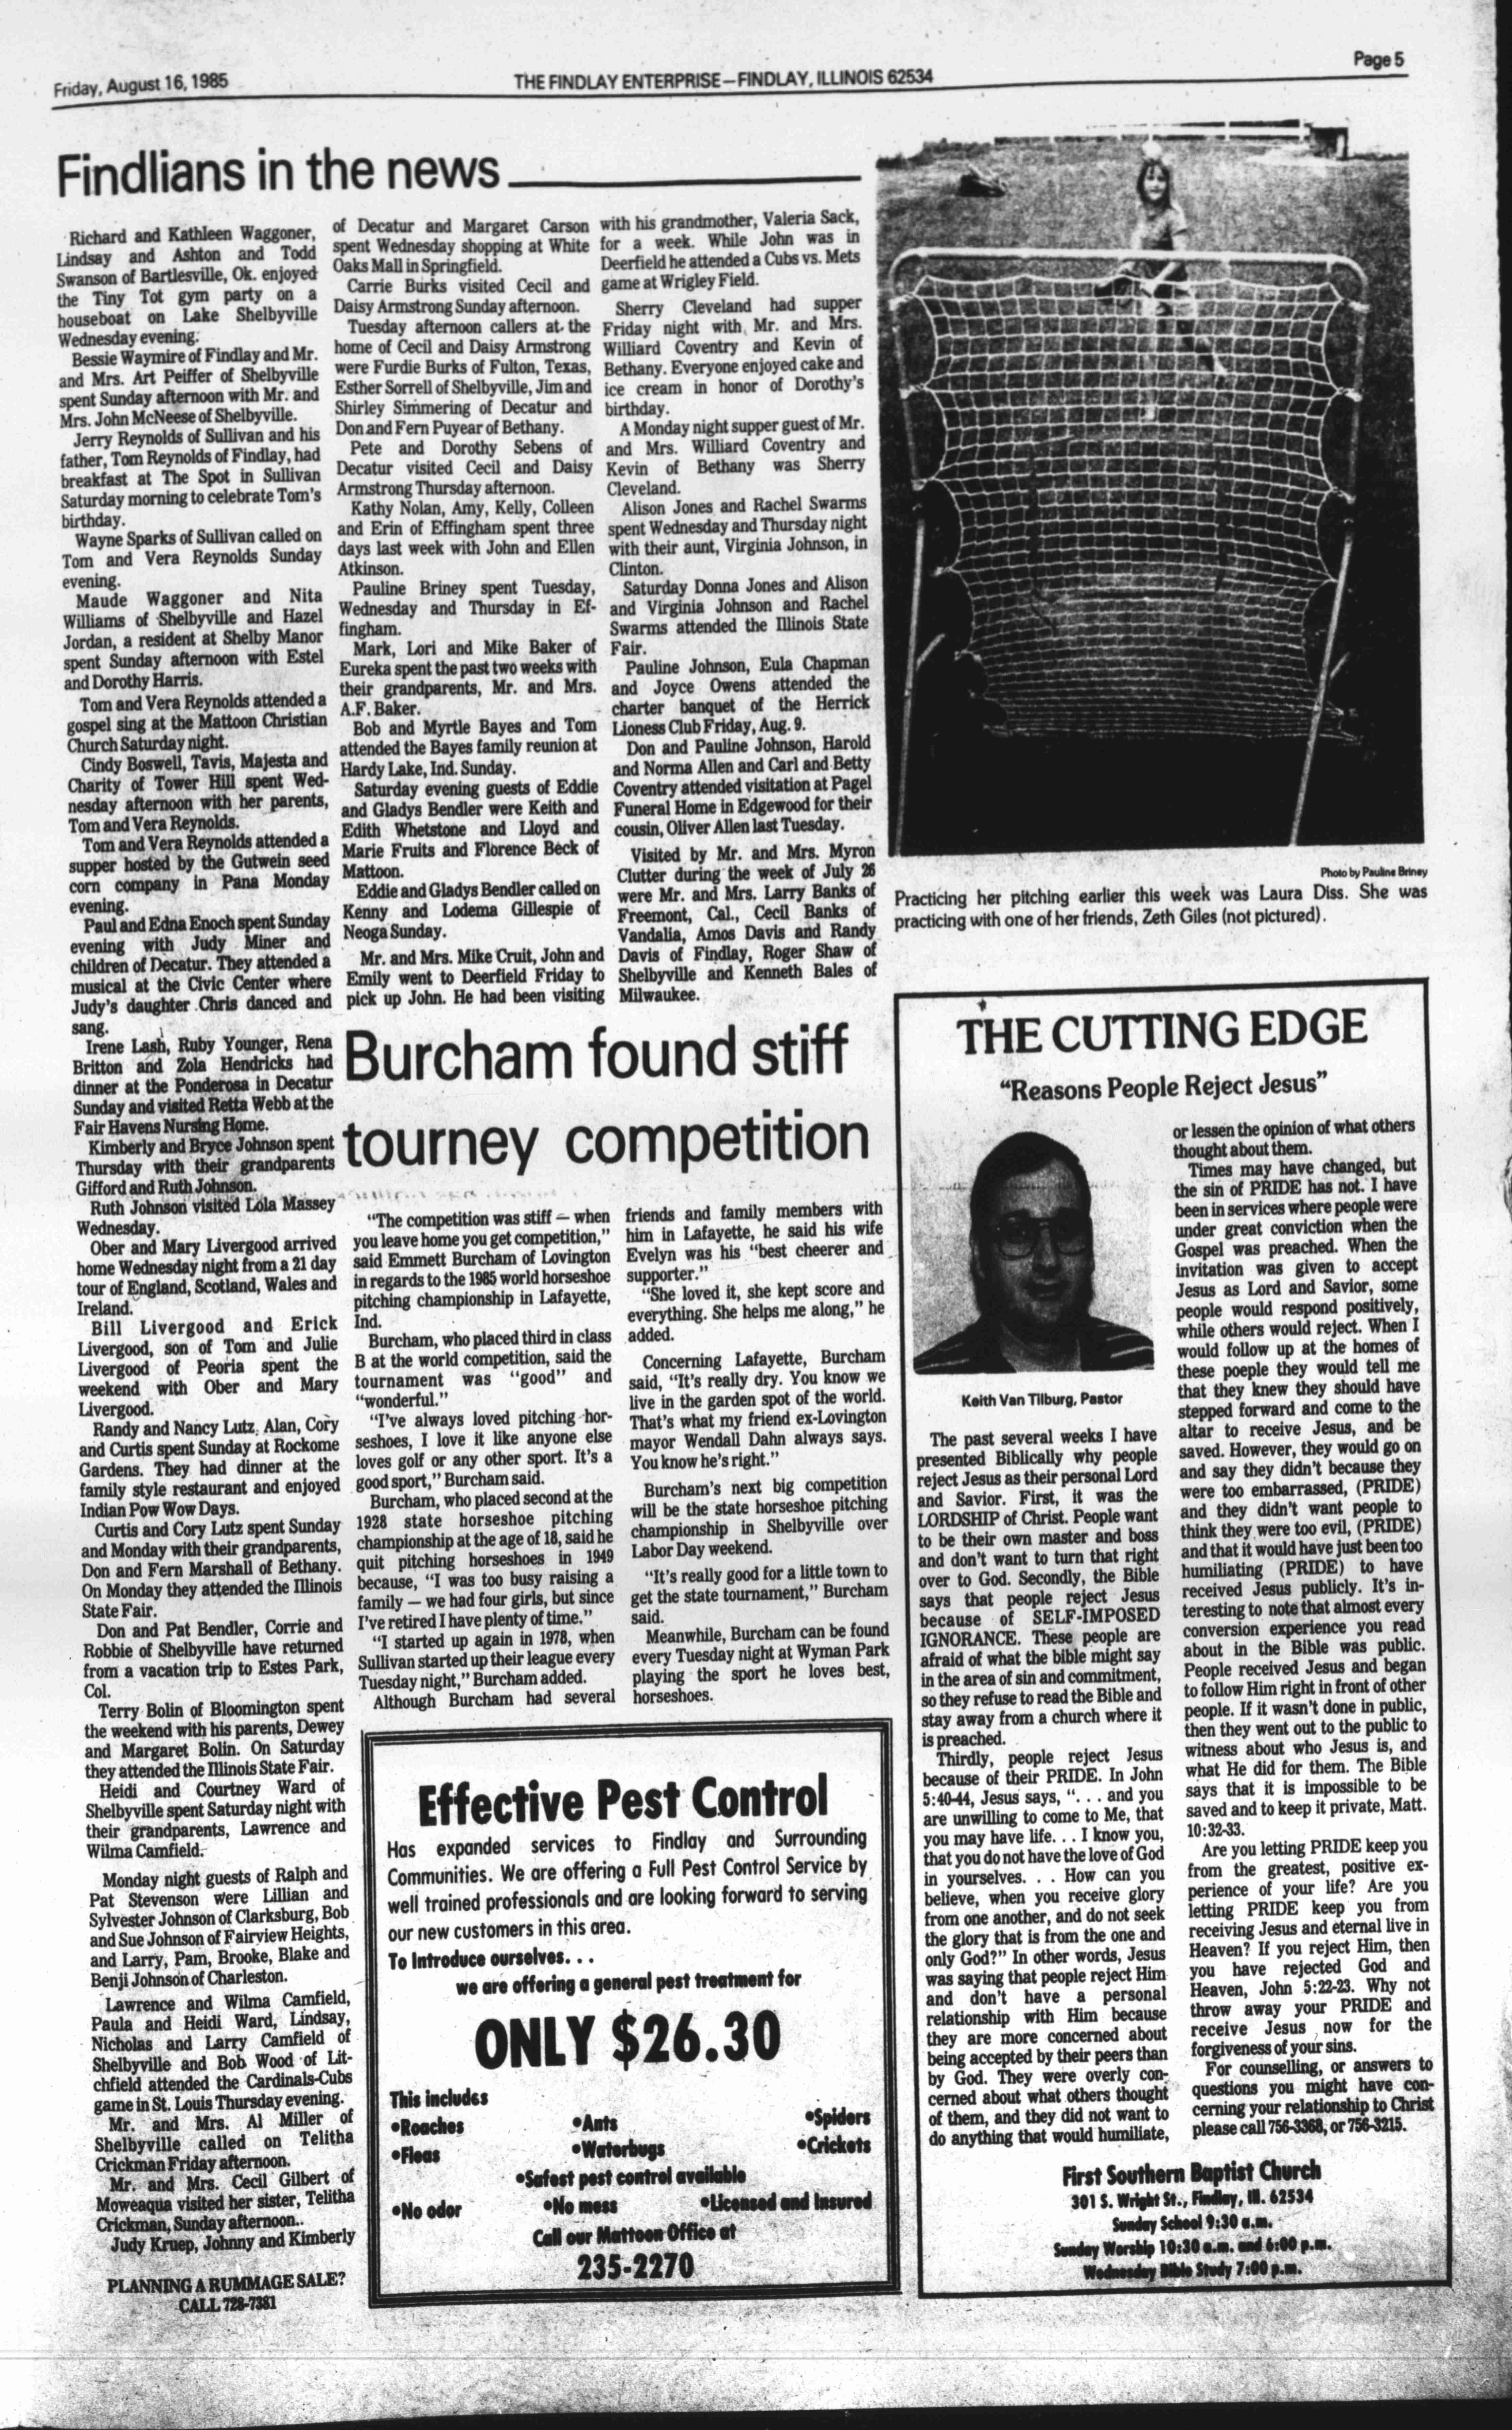 Friday, August 16, 1985
THE FINDLAY ENTERPRISE—FINDLAY, ILLINOIS 62534
Page 5
Findlians in the news
Richard and Kathleen Waggoner,
Lindsay and Ashton and Todd
Swanson of Bartlesville, Ok. enjoyed
the Tiny Tot gym party on a
houseboat on Lake Shelbyville
Wednesday evening.
Bessie Waymire of Findlay and Mr.
and Mrs. Art Peiffer of Shelbyville
spent Sunday afternoon with Mr. and
Mrs. John McNeese of Shelbyville.
Jerry Reynolds of Sullivan and his
father, Tom Reynolds of Findlay, had
breakfast at The Spot in Sullivan
Saturday morning to celebrate Tom's
birthday.
Wayne Sparks of Sullivan called on
Tom and Vera Reynolds Sunday
evening.
Maude Waggoner and Nita
Williams of Shelbyville and Hazel
Jordan, a resident at Shelby Manor
spent Sunday afternoon with Estel
and Dorothy Harris.
Tom and Vera Reynolds attended a
gospel sing at the Mattoon Christian
Church Saturday night.
Cindy Boswell, Tavis, Majesta and
Charity of Tower Hill spent Wed-
nesday afternoon with her parents,
Tom and Vera Reynolds.
Tom and Vera Reynolds attended a
supper hosted by the Gutwein seed
corn company in Pana Monday
evening.
Paul and Edna Enoch spent Sunday
evening with Judy Miner and
children of Decatur. They attended a
musical at the Civic Center where
Judy's daughter Chris danced and
sang.
Irene Lash, Ruby Younger, Rena
Britton and Zola Hendricks had
dinner at the Ponderosa in Decatur
Sunday and visited Retta Webb at the
Fair Havens Nursing Home.
Kimberly and Bryce Johnson spent
Thursday with their grandparents
Gifford and Ruth Johnson.
Ruth Johnson visited Lola Massey
Wednesday.
Ober and Mary Livergood arrived
home Wednesday night from a 21 day
tour of England, Scotland, Wales and
Ireland.
Bill Livergood and Erick
Livergood, son of Tom and Julie
Livergood of Peoria spent the
weekend with Ober and Mary
Livergood.
Randy and Nancy Lutz, Alan, Cory
and Curtis spent Sunday at Rockome
Gardens. They had dinner at the
family style restaurant and enjoyed
Indian Pow Wow Days.
Curtis and Cory Lutz spent Sunday
and Monday with their grandparents,
Don and Fern Marshall of Bethany.
On Monday they attended the Illinois
State Fair.
Don and Pat Bendler, Corrie and
Robbie of Shelbyville have returned
from a vacation trip to Estes Park,
Col.
Terry Bolin of Bloomington spent
the weekend with his parents, Dewey
and Margaret Bolin. On Saturday
they attended the Illinois State Fair.
Heidi and Courtney Ward of
Shelbyville spent Saturday night with
their grandparents, Lawrence and
Wilma Camfield.
Monday night guests of Ralph and
Pat Stevenson were Lillian and
Sylvester Johnson of Clarksburg, Bob
and Sue Johnson of Fairview Heights,
and Larry, Pam, Brooke, Blake and
Benji Johnson of Charleston.
Lawrence and Wilma Camfield,
Paula and Heidi Ward, Lindsay,
Nicholas and Larry Camfield of
Shelbyville and Bob Wood of Lit-
chfield attended the Cardinals-Cubs
game in St. Louis Thursday evening.
Mr. and Mrs. Al Miller of
Shelbyville called on Telitha
Crickman Friday afternoon.
Mr. and Mrs. Cecil Gilbert of
Moweaqua visited her sister, Telitha
Crickman, Sunday afternoon..
Judy Kruep, Johnny and Kimberly
PLANNING A RUMMAGE SALE?
CALL 728-7381
of Decatur and Margaret Carson
spent Wednesday shopping at White
Oaks Mall in Springfield.
Carrie Burks visited Cecil and
Daisy Armstrong Sunday afternoon.
Tuesday afternoon callers at the
home of Cecil and Daisy Armstrong
were Furdie Burks of Fulton, Texas,
Esther Sorrell of Shelbyville, Jim and
Shirley Simmering of Decatur and
Don and Fern Puyear of Bethany.
Pete and Dorothy Sebens of
Decatur visited Cecil and Daisy
Armstrong Thursday afternoon.
Kathy Nolan, Amy, Kelly, Colleen
and Erin of Effingham spent three
days last week with John and Ellen
Atkinson.
Pauline Briney spent Tuesday,
Wednesday and Thursday in Ef-
fingham.
Mark, Lori and Mike Baker of
Eureka spent the past two weeks with
their grandparents, Mr. and Mrs.
A.F. Baker.
Bob and Myrtle Bayes and Tom
attended the Bayes family reunion at
Hardy Lake, Ind. Sunday.
Saturday evening guests of Eddie
and Gladys Bendler were Keith and
Edith Whetstone and Lloyd and
Marie Fruits and Florence Beck of
Mattoon.
Eddie and Gladys Bendler called on
Kenny and Lodema Gillespie of
Neoga Sunday.
Mr. and Mrs. Mike Cruit, John and
Emily went to Deerfield Friday to
pick up John. He had been visiting
with his grandmother, Valeria Sack,
for a week. While John was in
Deerfield he attended a Cubs vs. Mets
game at Wrigley Field.
Sherry Cleveland had supper
Friday night with Mr. and Mrs.
Williard Coventry and Kevin of
Bethany. Everyone enjoyed cake and
ice cream in honor of Dorothy's
birthday.
A Monday night supper guest of Mr.
and Mrs. Williard Coventry and
Kevin of Bethany was Sherry
Cleveland.
Alison Jones and Rachel Swarms
spent Wednesday and Thursday night
with their aunt, Virginia Johnson, in
Clinton.
Saturday Donna Jones and Alison
and Virginia Johnson and Rachel
Swarms attended the Illinois State
Fair.
Pauline Johnson, Eula Chapman
and Joyce Owens attended the
charter banquet of the Herrick
Lioness Club Friday, Aug. 9.
Don and Pauline Johnson, Harold
and Norma Allen and Carl and Betty
Coventry attended visitation at Pagel
Funeral Home in Edgewood for their
cousin, Oliver Allen last Tuesday.
Visited by Mr. and Mrs. Myron
Clutter during the week of July 26
were Mr. and Mrs. Larry Banks of
Freemont, Cal., Cecil Banks of
Vandalia, Amos Davis and Randy
Davis of Findlay, Roger Shaw of
Shelbyville and Kenneth Bales of
Milwaukee.
Photo by Pauline Briney
Practicing her pitching earlier this week was Laura Diss. She was
practicing with one of her friends, Zeth Giles (not pictured).
Burcham found stiff
tourney competition
"The competition was stiff — when
you leave home you get competition,"
said Emmett Burcham of Lovington
in regards to the 1985 world horseshoe
pitching championship in Lafayette,
Ind.
Burcham, who placed third in class
B at the world competition, said the
tournament was "good" and
"wonderful."
"I've always loved pitching hor-
seshoes, I love it like anyone else
loves golf or any other sport. It's a
good sport," Burcham said.
Burcham, who placed second at the
1928 state horseshoe pitching
championship at the age of 18, said he
quit pitching horseshoes in 1949
because, "I was too busy raising a
family — we had four girls, but since
I've retired I have plenty of time."
"I started up again in 1978, when
Sullivan started up their league every
Tuesday night," Burcham added.
Although Burcham had several
friends and family members with
him in Lafayette, he said his wife
Evelyn was his "best cheerer and
supporter."
"She loved it, she kept score and
everything. She helps me along," he
added.
Concerning Lafayette, Burcham
said, "It's really dry. You know we
live in the garden spot of the world.
That's what my friend ex-Lovington
mayor Wendall Dahn always says.
You know he's right."
Burcham's next big competition
will be the state horseshoe pitching
championship in Shelbyville over
Labor Day weekend.
"It's really good for a little town to
get the state tournament," Burcham
said.
Meanwhile, Burcham can be found
every Tuesday night at Wyman Park
playing the sport he loves best,
horseshoes.
Effective Pest Control
Has expanded services to Findlay and Surrounding
Communities. We are offering a Full Pest Control Service by
well trained professionals and are looking forward to serving
our new customers in this area.
To Introduce ourselves. . .
we are offering a general pest treatment for
ONLY $26.30
This includes
•Roaches •Ants •Spiders
•Fleas •Waterbugs •Crickets
•Safest pest control available
•No odor •No mess •Licensed and Insured
Call our Mattoon Office at
235-2270
THE CUTTING EDGE
"Reasons People Reject Jesus"
Keith Van Tilburg, Pastor
The past several weeks I have
presented Biblically why people
reject Jesus as their personal Lord
and Savior. First, it was the
LORDSHIP of Christ. People want
to be their own master and boss
and don't want to turn that right
over to God. Secondly, the Bible
says that people reject Jesus
because of SELF-IMPOSED
IGNORANCE. These people are
afraid of what the bible might say
in the area of sin and commitment,
so they refuse to read the Bible and
stay away from a church where it
is preached.
Thirdly, people reject Jesus
because of their PRIDE. In John
5:40-44, Jesus says, ". . . and you
are unwilling to come to Me, that
you may have life. . . I know you,
that you do not have the love of God
in yourselves. . . How can you
believe, when you receive glory
from one another, and do not seek
the glory that is from the one and
only God?" In other words, Jesus
was saying that people reject Him
and don't have a personal
relationship with Him because
they are more concerned about
being accepted by their peers than
by God. They were overly con-
cerned about what others thought
of them, and they did not want to
do anything that would humiliate,
or lessen the opinion of what others
thought about them.
Times may have changed, but
the sin of PRIDE has not. I have
been in services where people were
under great conviction when the
Gospel was preached. When the
invitation was given to accept
Jesus as Lord and Savior, some
people would respond positively,
while others would reject. When I
would follow up at the homes of
these poeple they would tell me
that they knew they should have
stepped forward and come to the
altar to receive Jesus, and be
saved. However, they would go on
and say they didn't because they
were too embarrassed, (PRIDE)
and they didn't want people to
think they were too evil, (PRIDE)
and that it would have just been too
humiliating (PRIDE) to have
received Jesus publicly. It's in-
teresting to note that almost every
conversion experience you read
about in the Bible was public.
People received Jesus and began
to follow Him right in front of other
people. If it wasn't done in public,
then they went out to the public to
witness about who Jesus is, and
what He did for them. The Bible
says that it is impossible to be
saved and to keep it private, Matt.
10:32-33.
Are you letting PRIDE keep you
from the greatest, positive ex-
perience of your life? Are you
letting PRIDE keep you from
receiving Jesus and eternal live in
Heaven? If you reject Him, then
you have rejected God and
Heaven, John 5:22-23. Why not
throw away your PRIDE and
receive Jesus now for the
forgiveness of your sins.
For counselling, or answers to
questions you might have con-
cerning your relationship to Christ
please call 756-3368, or 756-3215.
First Southern Baptist Church
301 S. Wright St., Findlay, Ill. 62534
Sunday School 9:30 a.m.
Sunday Worship 10:30 a.m. and 6:00 p.m.
Wednesday Bible Study 7:00 p.m.